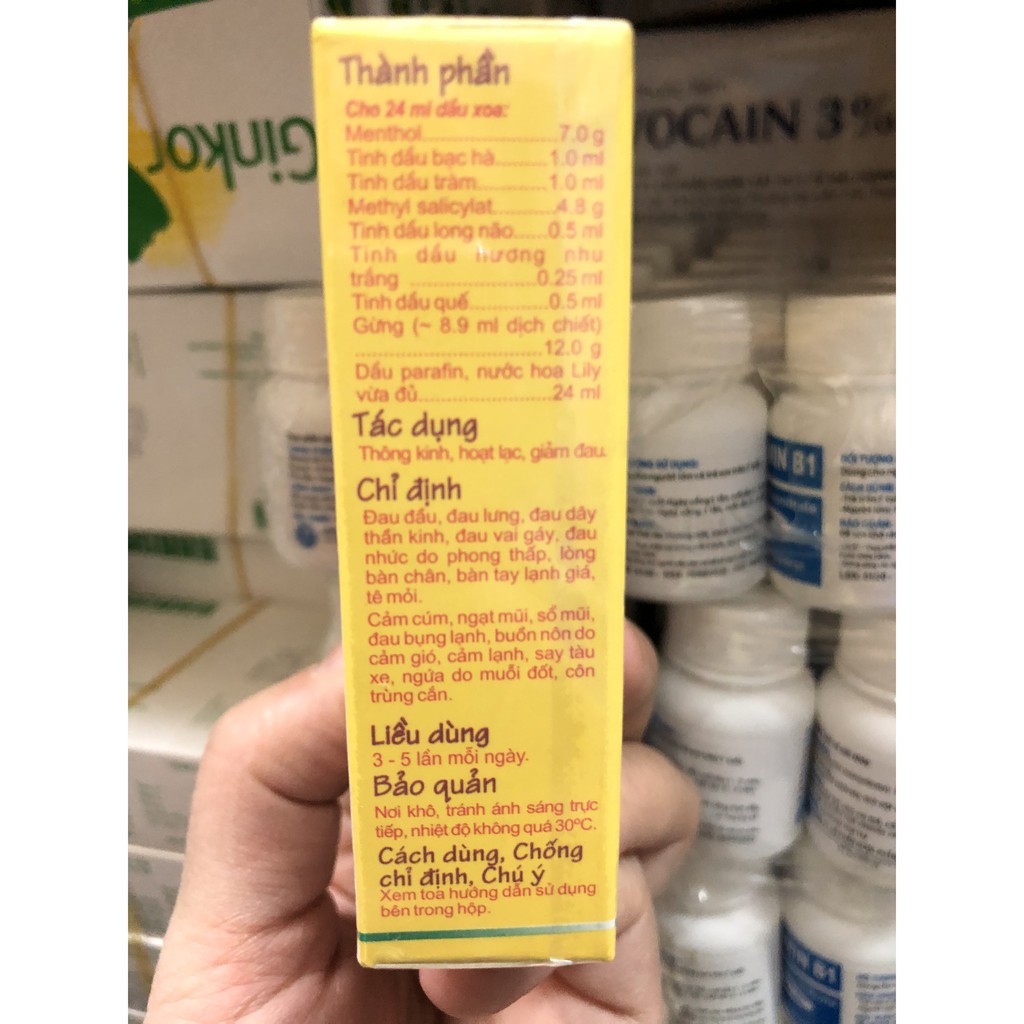 Thành phần
Cho 24 ml dầu xoa:
Menthol....................7.0 g
Tinh dầu bạc hà...........1.0 ml
Tinh dầu tràm..............1.0 ml
Methyl salicylat............4.8 g
Tinh dầu long não......0.5 ml
Tinh dầu hương nhu
trắng ....................0.25 ml
Tinh dầu quế..............0.5 ml
Gừng (~ 8.9 ml dịch chiết)
..............................12.0 g
Dầu parafin, nước hoa Lily
vừa đủ......................24 ml
Tác dụng
Thông kinh, hoạt lạc, giảm đau.
Chỉ định
Đau đầu, đau lưng, đau dây
thần kinh, đau vai gáy, đau
nhức do phong thấp, lòng
bàn chân, bàn tay lạnh giá,
tê mỏi.
Cảm cúm, ngạt mũi, sổ mũi,
đau bụng lạnh, buồn nôn do
cảm gió, cảm lạnh, say tàu
xe, ngứa do muỗi đốt, côn
trùng cắn.
Liều dùng
3 - 5 lần mỗi ngày.
Bảo quản
Nơi khô, tránh ánh sáng trực
tiếp, nhiệt độ không quá 30ºC.
Cách dùng, Chống
chỉ định, Chú ý
Xem toa hướng dẫn sử dụng
bên trong hộp.
Ginkor
OCAIN 3%
IN B1
IN B1